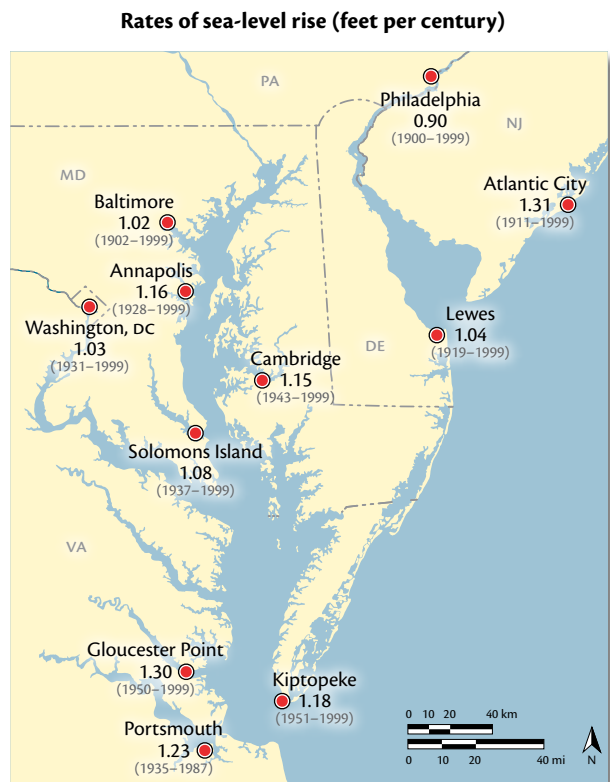 Rates of sea-level rise (feet per century)
PA
Philadelphia
0.90
(1900–1999)
NJ
MD
Atlantic City
1.31
(1911–1999)
Baltimore
1.02
(1902–1999)
Annapolis
1.16
(1928–1999)
Washington, DC
1.03
(1931–1999)
Lewes
1.04
(1919–1999)
DE
Cambridge
1.15
(1943–1999)
Solomons Island
1.08
(1937–1999)
VA
Gloucester Point
1.30
(1950–1999)
Kiptopeke
1.18
(1951–1999)
Portsmouth
1.23
(1935–1987)
0 10 20 40 km
0 10 20 40 mi
N